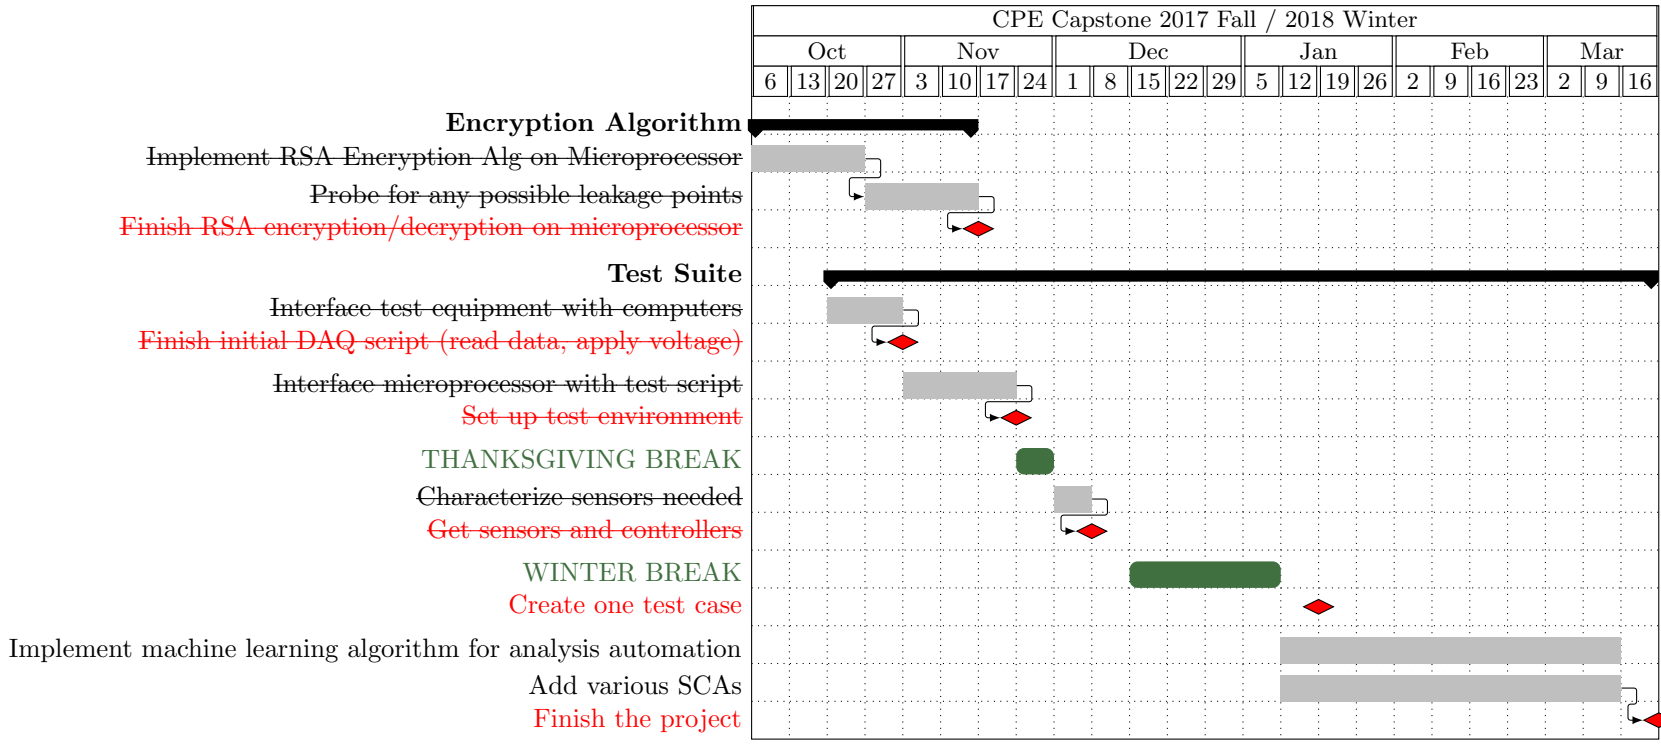 CPE Capstone 2017 Fall / 2018 Winter
Oct Nov Dec Jan Feb Mar
6 13 20 27 3 10 17 24 1 8 15 22 29 5 12 19 26 2 9 16 23 2 9 16
Encryption Algorithm
Implement RSA Encryption Alg on Microprocessor
Probe for any possible leakage points
Finish RSA encryption/decryption on microprocessor
Test Suite
Interface test equipment with computers
Finish initial DAQ script (read data, apply voltage)
Interface microprocessor with test script
Set up test environment
THANKSGIVING BREAK
Characterize sensors needed
Get sensors and controllers
WINTER BREAK
Create one test case
Implement machine learning algorithm for analysis automation
Add various SCAs
Finish the project